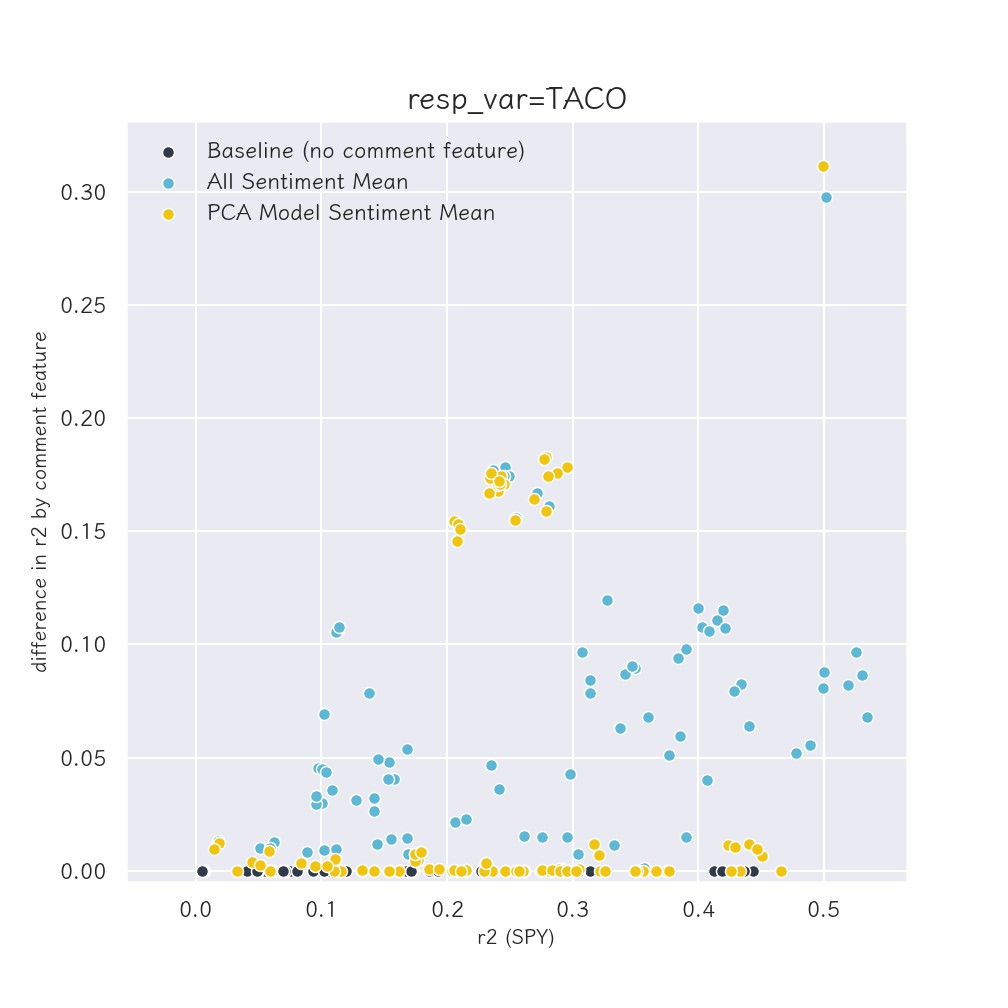 resp_var=TACO
Baseline (no comment feature)
All Sentiment Mean
PCA Model Sentiment Mean
0.30
0.25
0.20
0.15
0.10
0.05
0.00
difference in r2 by comment feature
0.0 0.1 0.2 0.3 0.4 0.5
r2 (SPY)